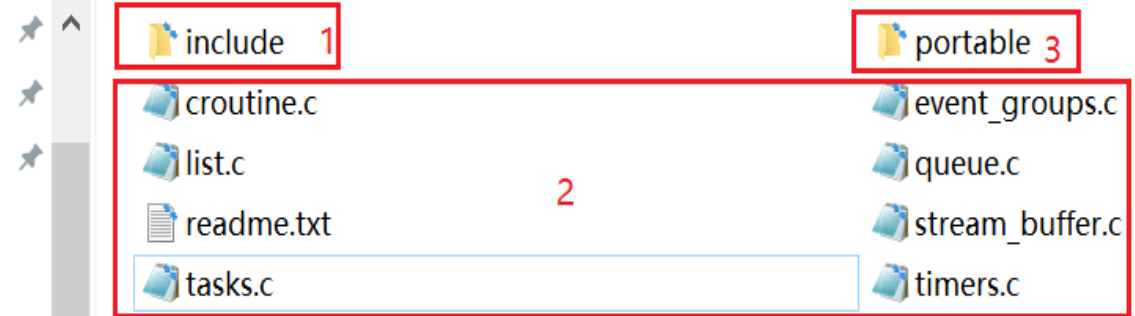 include 1 portable 3
croutine.c event_groups.c
list.c queue.c
2
readme.txt stream_buffer.c
tasks.c timers.c